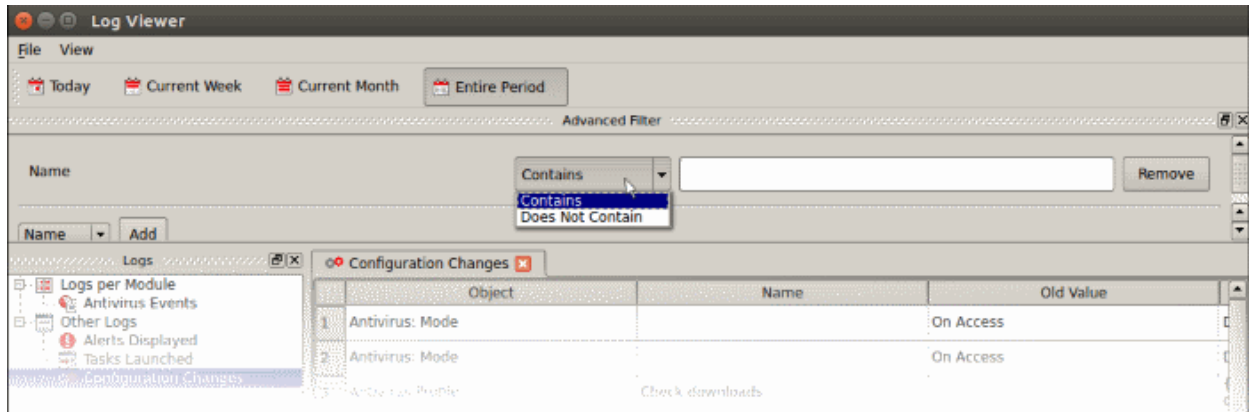 Log Viewer
File View
Today Current Week Current Month Entire Period
Advanced Filter
Name Contains Remove
Contains
Does Not Contain
Name Add
Logs Configuration Changes
Logs per Module
Object Name Old Value
Antivirus Events
Other Logs
1 Antivirus: Mode On Access
Alerts Displayed
2 Antivirus: Mode On Access
Tasks Launched
Configuration Changes
3 Antivirus Profile Check downloads